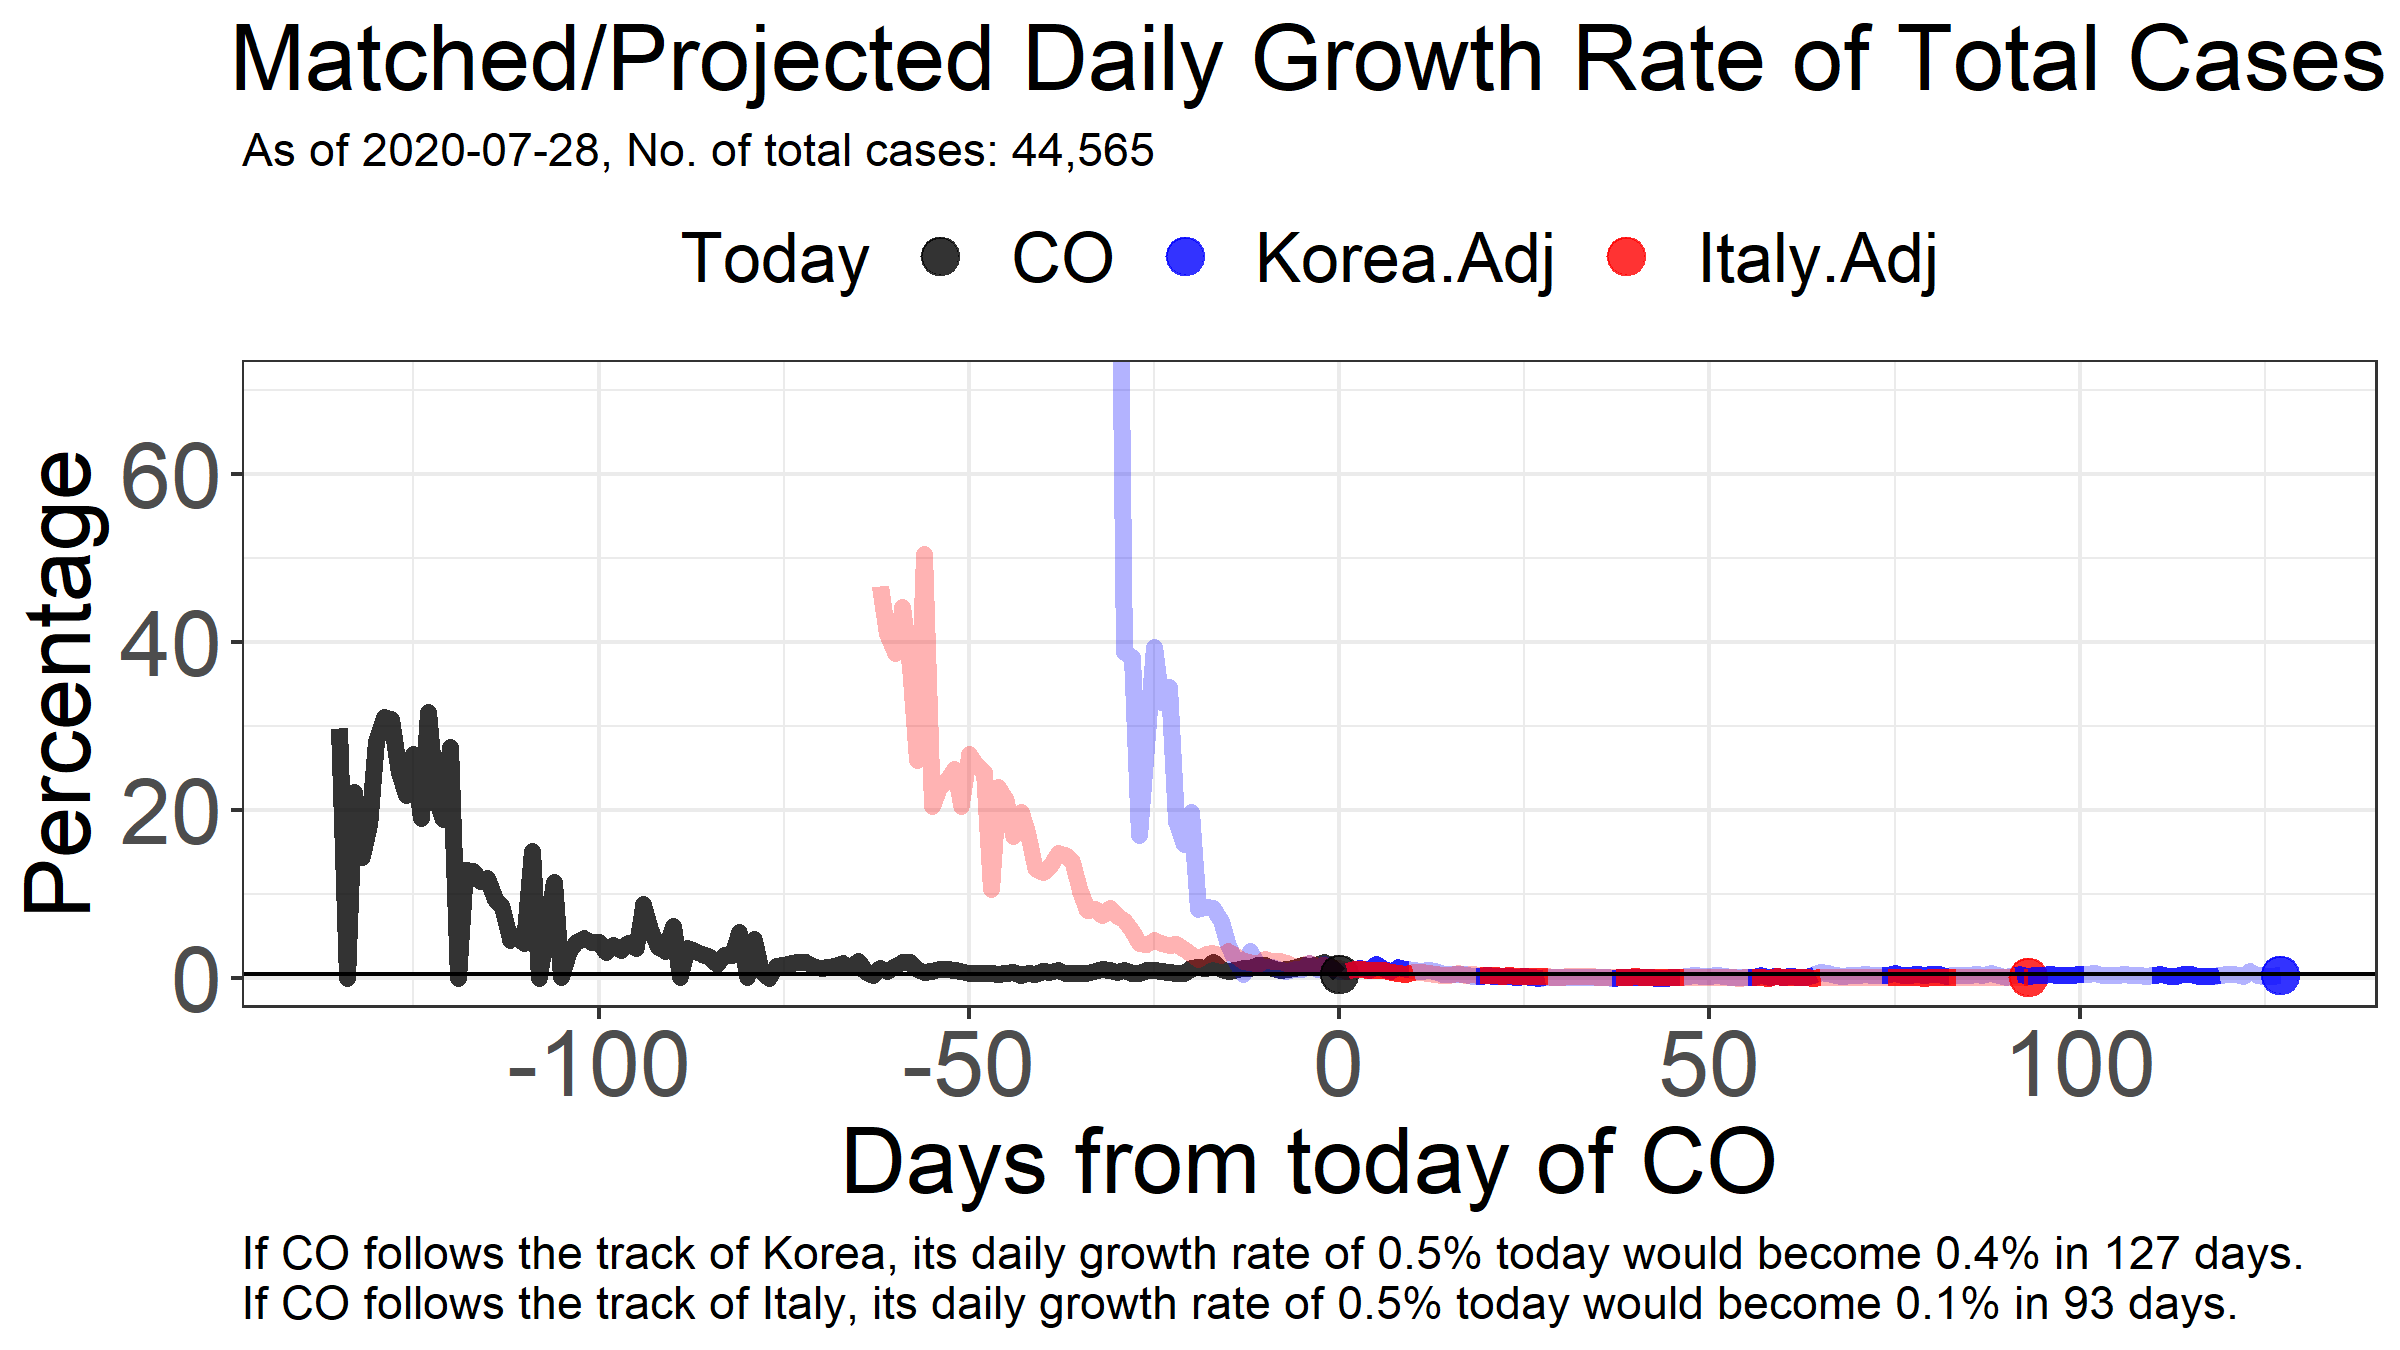 Matched/Projected Daily Growth Rate of Total Cases
As of 2020-07-28, No. of total cases: 44,565
Today CO Korea.Adj Italy.Adj
Percentage
60
40
20
0
-100 -50 0 50 100
Days from today of CO
If CO follows the track of Korea, its daily growth rate of 0.5% today would become 0.4% in 127 days.
If CO follows the track of Italy, its daily growth rate of 0.5% today would become 0.1% in 93 days.